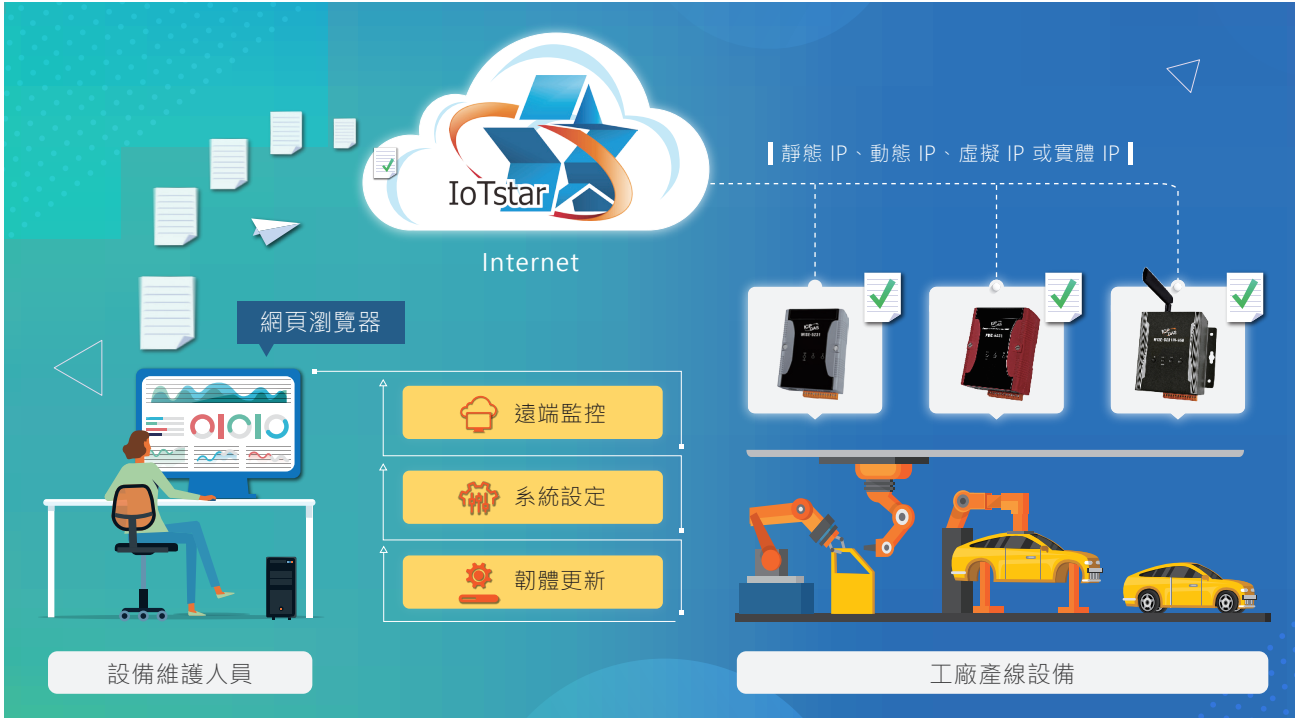 IoTstar
Internet
靜態 IP、動態 IP、虛擬 IP 或實體 IP
網頁瀏覽器
遠端監控
系統設定
韌體更新
設備維護人員
工廠產線設備